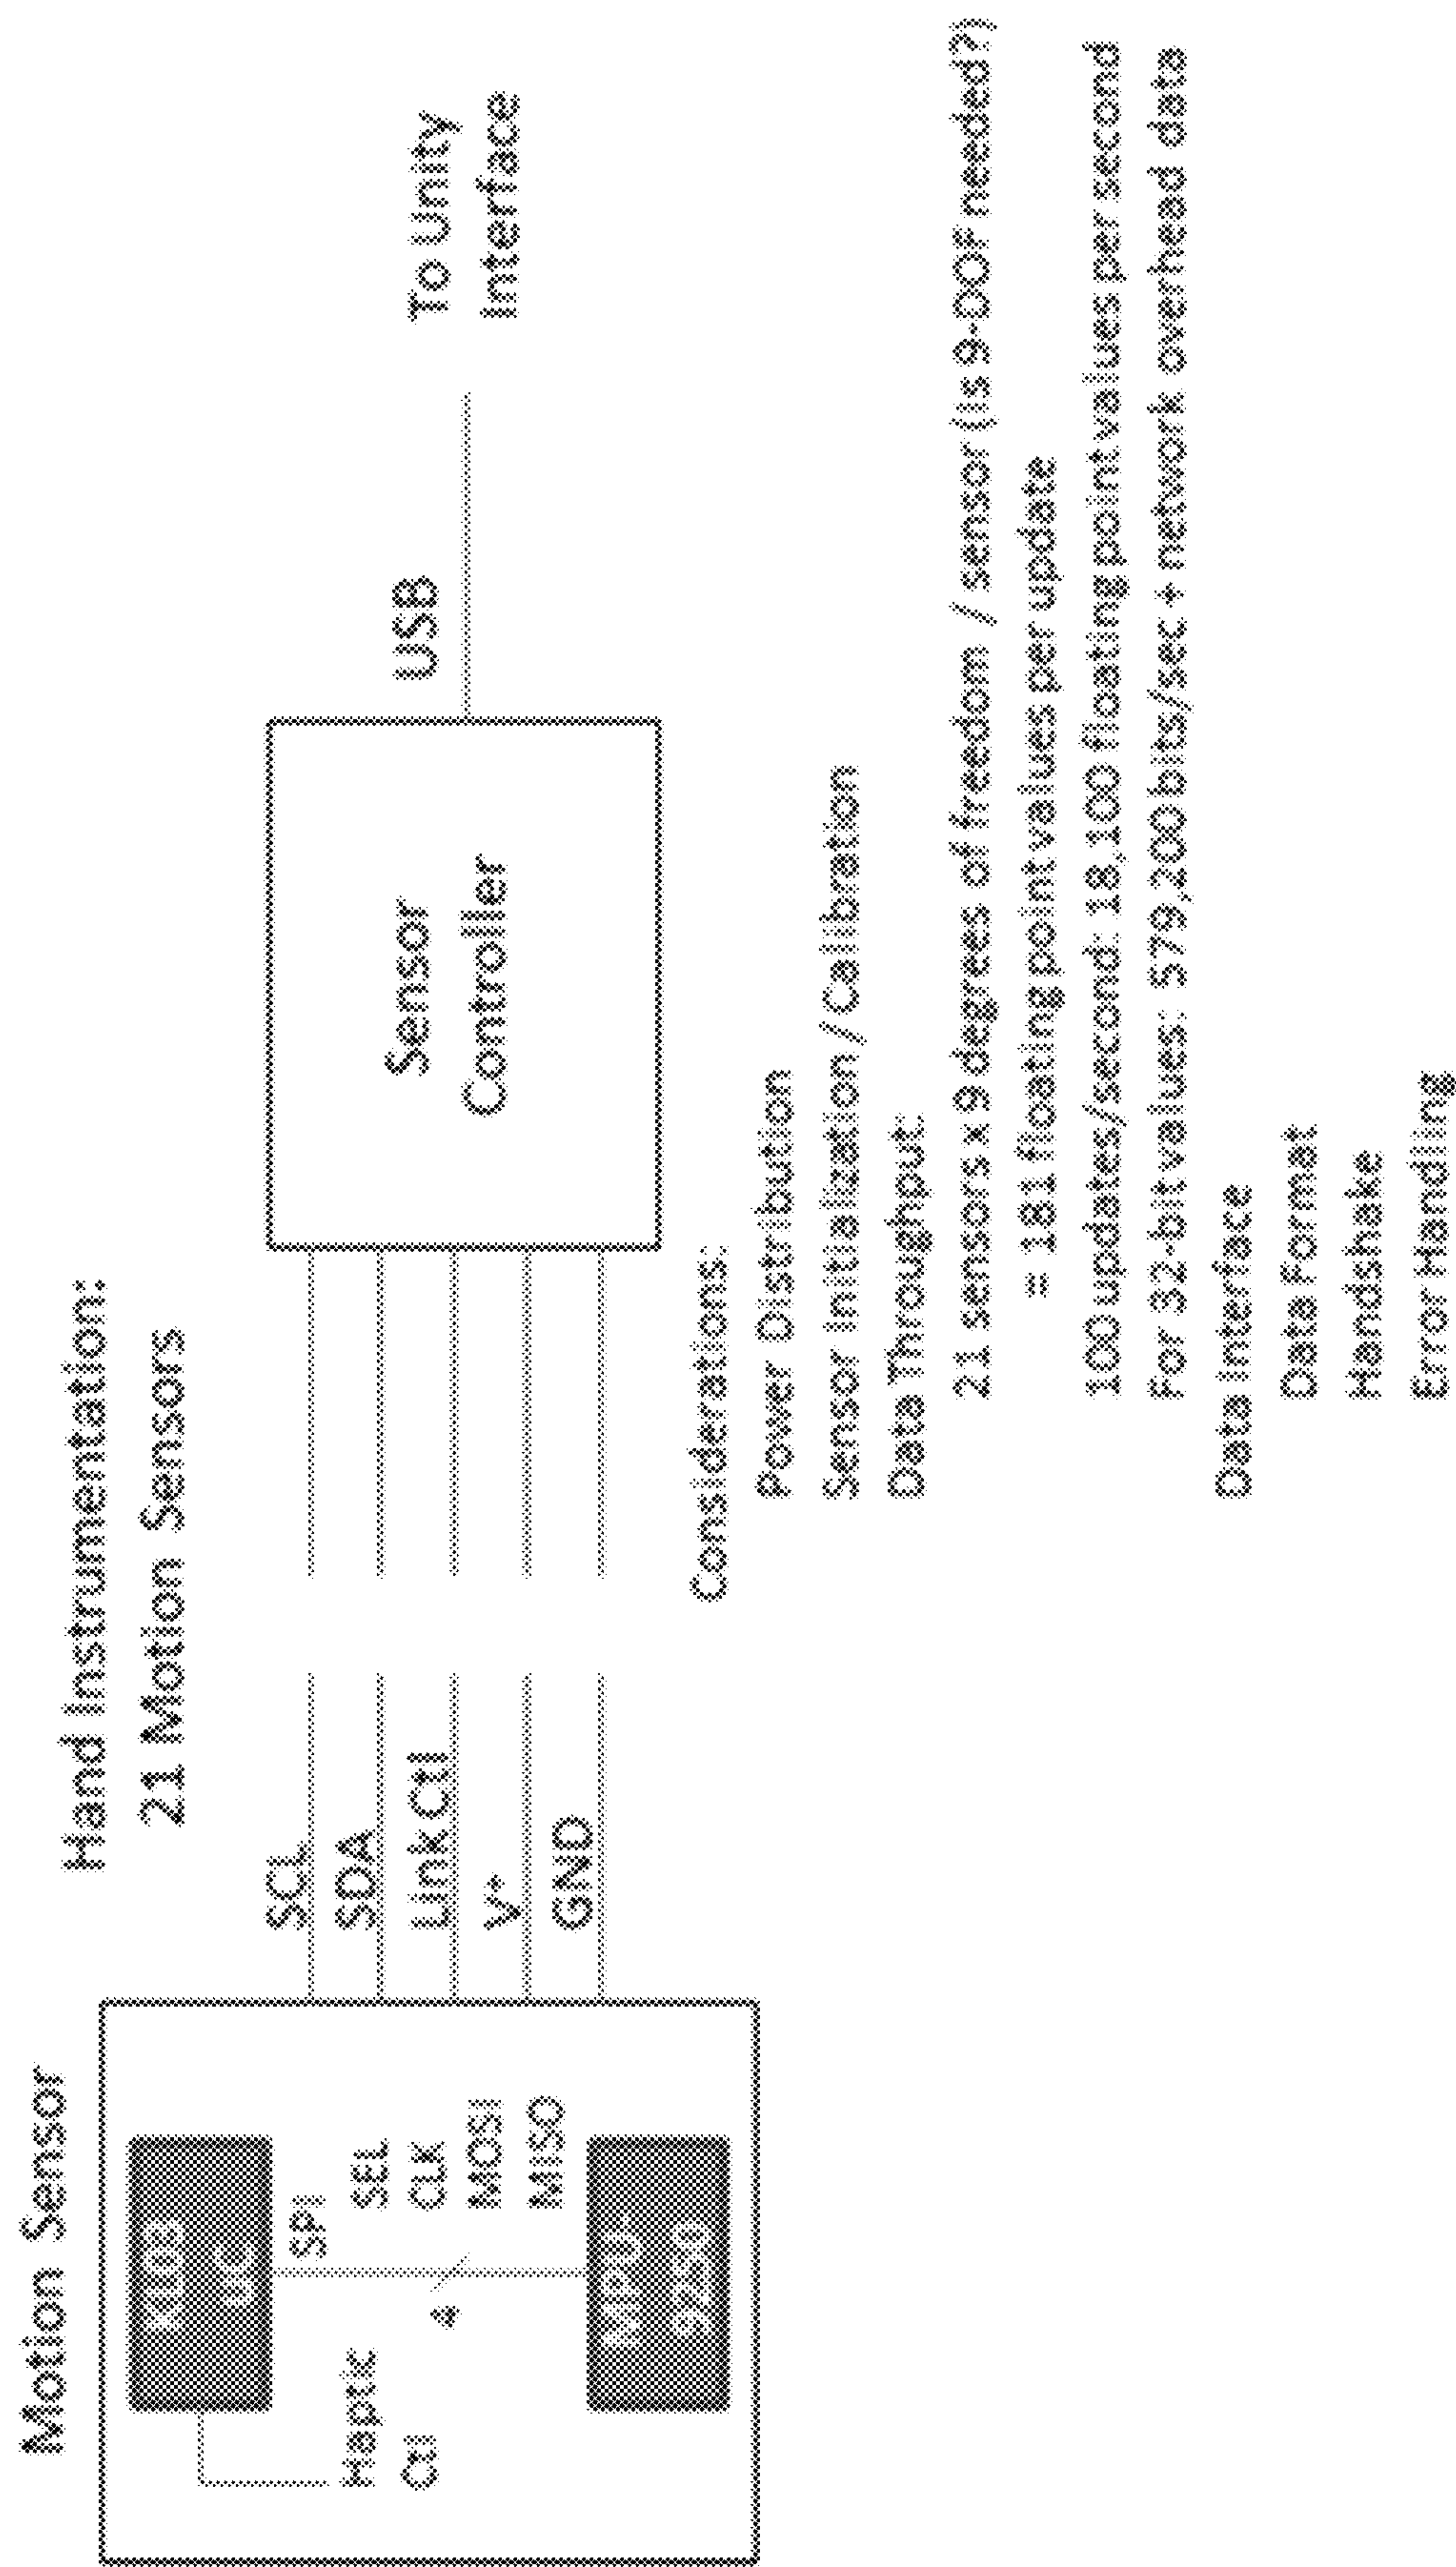 Hand Instrumentation:
21 Motion Sensors
Motion Sensor
Haptic
Ctl
SPI
4
SEL
CLK
MOSI
MISO
MPU-
9250
SCL
SDA
Link Ctl
V+
GND
Sensor
Controller
USB
To Unity
Interface
Considerations:
Power Distribution
Sensor Initialization / Calibration
Data Throughput:
21 sensors x 9 degrees of freedom / sensor (is 9-DOF needed?)
= 181 floating point values per update
100 updates/second: 18,100 floating point values per second
For 32-bit values: 579,200 bits/sec + network overhead data
Data Interface
Data Format
Handshake
Error Handling